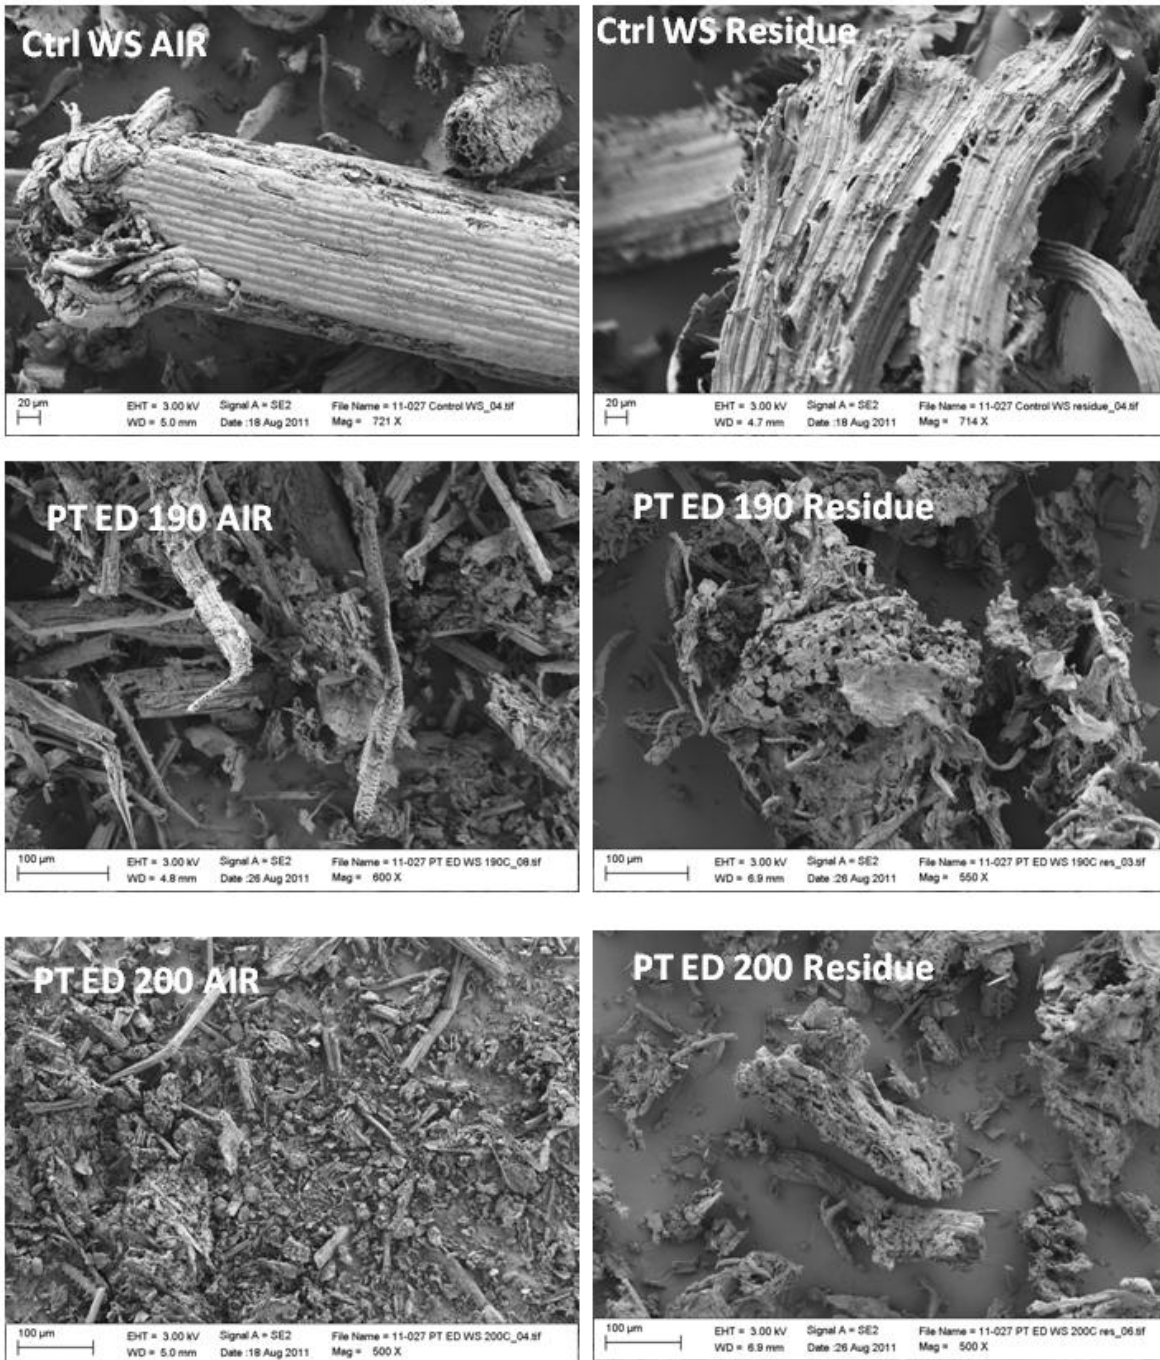 Ctrl WS AIR
20 µm
EHT = 3.00 kV Signal A = SE2 File Name = 11-027 Control WS_04.tif
WD = 5.0 mm Date :18 Aug 2011 Mag = 721 X
Ctrl WS Residue
20 µm
EHT = 3.00 kV Signal A = SE2 File Name = 11-027 Control WS residue_04.tif
WD = 4.7 mm Date :18 Aug 2011 Mag = 714 X
PT ED 190 AIR
100 µm
EHT = 3.00 kV Signal A = SE2 File Name = 11-027 PT ED WS 190C_08.tif
WD = 4.8 mm Date :26 Aug 2011 Mag = 600 X
PT ED 190 Residue
100 µm
EHT = 3.00 kV Signal A = SE2 File Name = 11-027 PT ED WS 190C res_03.tif
WD = 6.9 mm Date :26 Aug 2011 Mag = 550 X
PT ED 200 AIR
100 µm
EHT = 3.00 kV Signal A = SE2 File Name = 11-027 PT ED WS 200C_04.tif
WD = 5.0 mm Date :18 Aug 2011 Mag = 500 X
PT ED 200 Residue
100 µm
EHT = 3.00 kV Signal A = SE2 File Name = 11-027 PT ED WS 200C res_06.tif
WD = 6.9 mm Date :26 Aug 2011 Mag = 500 X